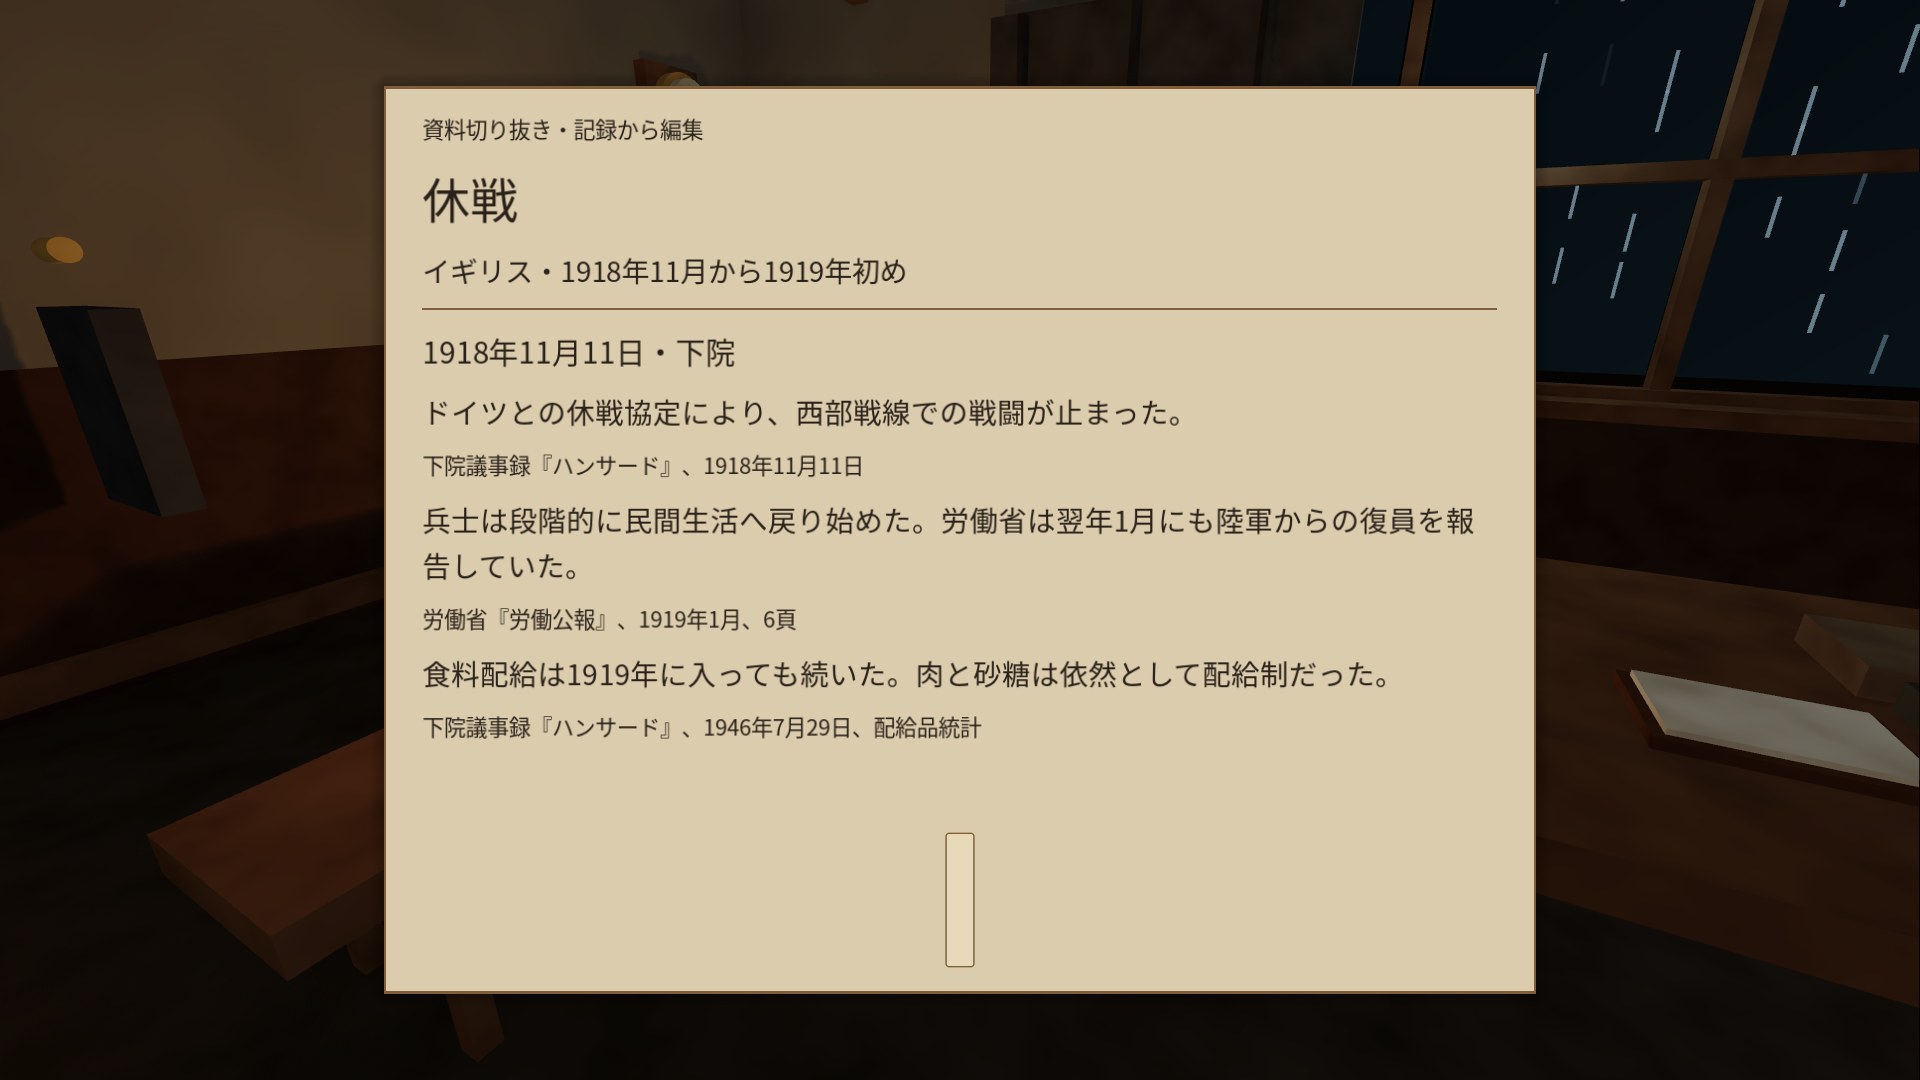 資料切り抜き・記録から編集
休戦
イギリス・1918年11月から1919年初め
1918年11月11日・下院
ドイツとの休戦協定により、西部戦線での戦闘が止まった。
下院議事録『ハンサード』、1918年11月11日
兵士は段階的に民間生活へ戻り始めた。労働省は翌年1月にも陸軍からの復員を報
告していた。
労働省『労働公報』、1919年1月、6頁
食料配給は1919年に入っても続いた。肉と砂糖は依然として配給制だった。
下院議事録『ハンサード』、1946年7月29日、配給品統計